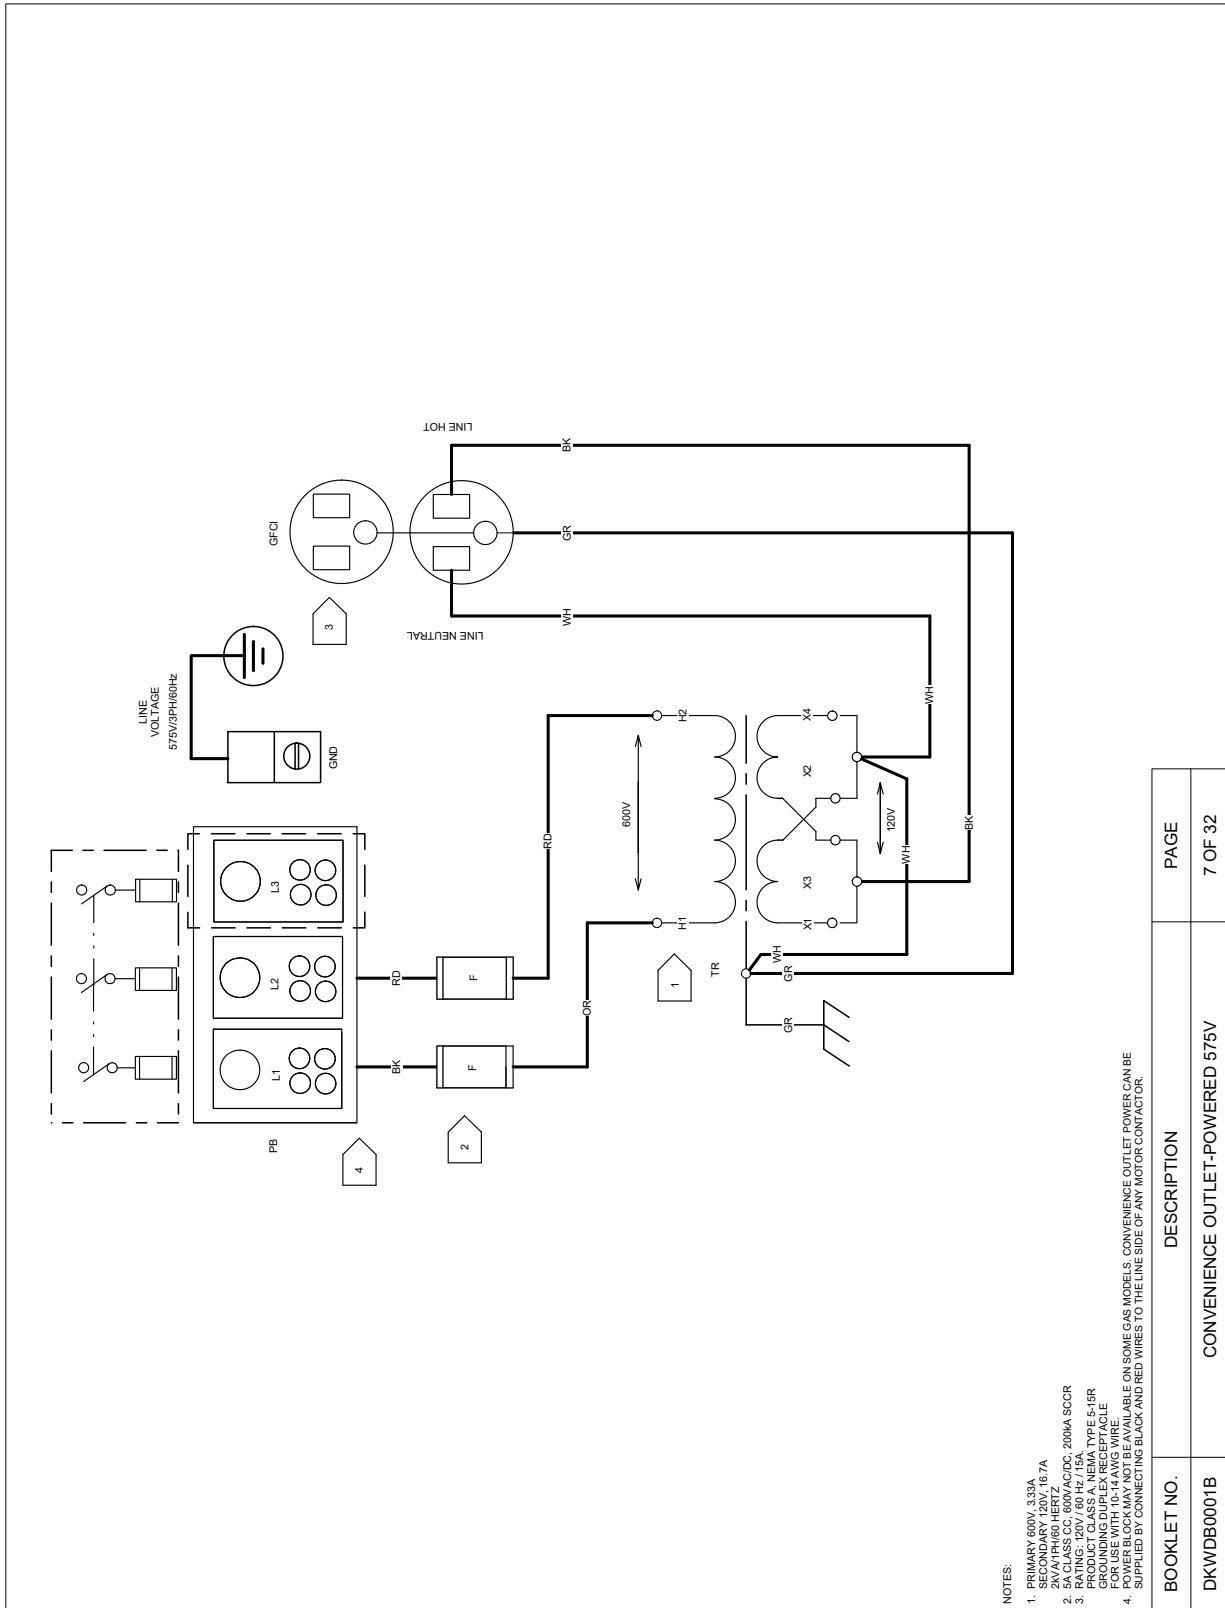 LINE
VOLTAGE
575V/3PH/60Hz
GND
GFCI
3
LINE NEUTRAL
LINE HOT
PB
L1
L2
L3
4
BK
RD
2
F
F
OR
RD
WH
GR
BK
1
600V
H1
H2
TR
X1
X3
X2
X4
120V
WH
GR
GR
WH
WH
BK
NOTES:
1. PRIMARY 600V, 3.33A
SECONDARY 120V, 16.7A
2kVA/1PH/60 HERTZ
2. 5A CLASS CC, 600VAC/DC, 200kA SCCR
3. RATING: 120V / 60 Hz / 15A.
PRODUCT CLASS A, NEMA TYPE 5-15R
GROUNDING DUPLEX RECEPTACLE
FOR USE WITH 10-14 AWG WIRE.
4. POWER BLOCK MAY NOT BE AVAILABLE ON SOME GAS MODELS. CONVENIENCE OUTLET POWER CAN BE
SUPPLIED BY CONNECTING BLACK AND RED WIRES TO THE LINE SIDE OF ANY MOTOR CONTACTOR.
BOOKLET NO. DESCRIPTION PAGE
DKWDB0001B CONVENIENCE OUTLET-POWERED 575V 7 OF 32